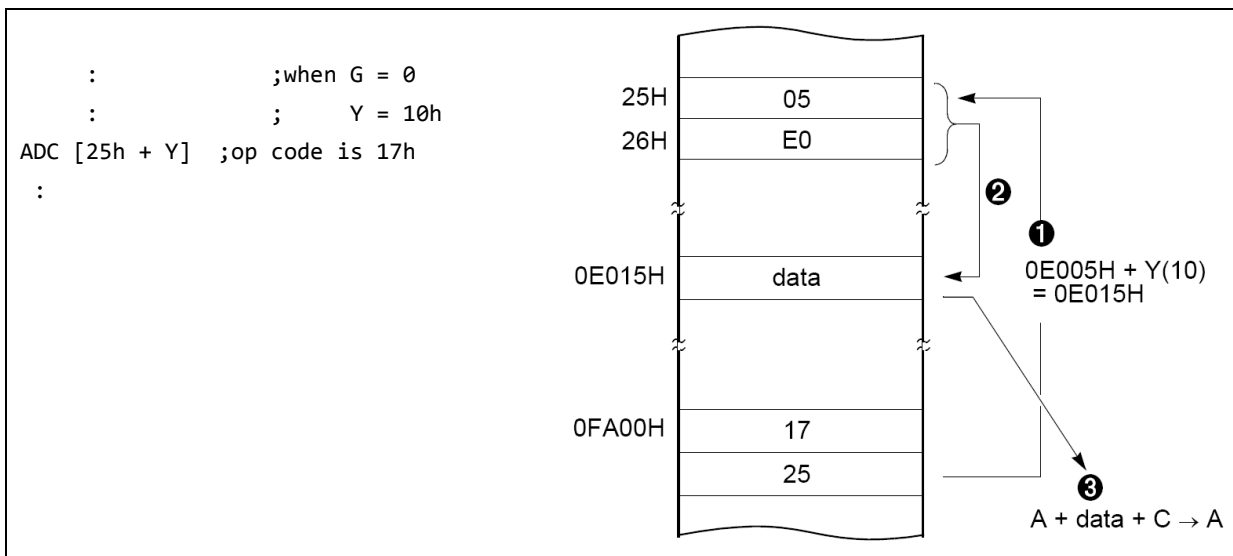 : ;when G = 0
: ; Y = 10h
ADC [25h + Y] ;op code is 17h
:
25H 05
26H E0
❷
❶
0E015H data
0E005H + Y(10)
= 0E015H
0FA00H 17
25
❸
A + data + C → A